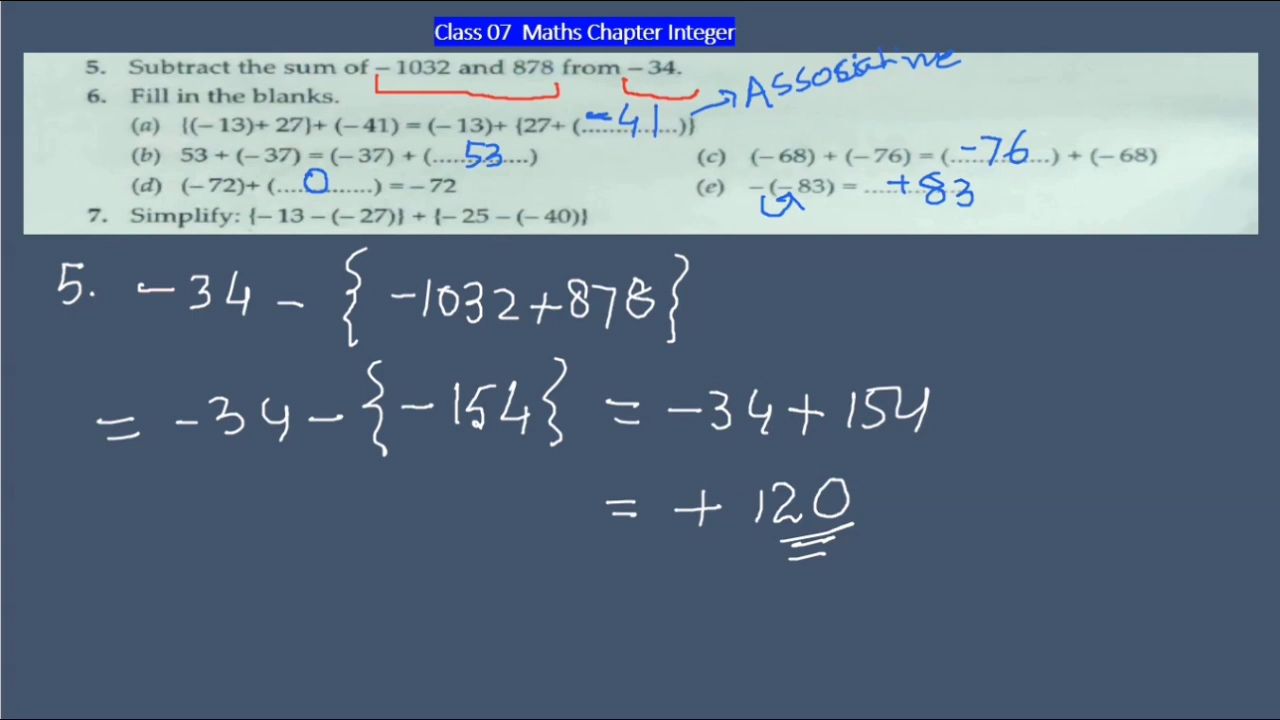 Class 07 Maths Chapter Integer
5. Subtract the sum of – 1032 and 878 from – 34.
6. Fill in the blanks.
Assosiative
(a) {(– 13)+ 27}+ (– 41) = (– 13)+ {27+ (....-41....)}
(b) 53 + (– 37) = (– 37) + (.....53.....)
(c) (– 68) + (– 76) = (....-76....) + (– 68)
(d) (– 72)+ (....0.......) = – 72
(e) – (– 83) = ..... +83
7. Simplify: {– 13 – (– 27)} + {– 25 – (– 40)}
5. -34 - { -1032+878}
= -34 - {-154} = -34 + 154
= + 120